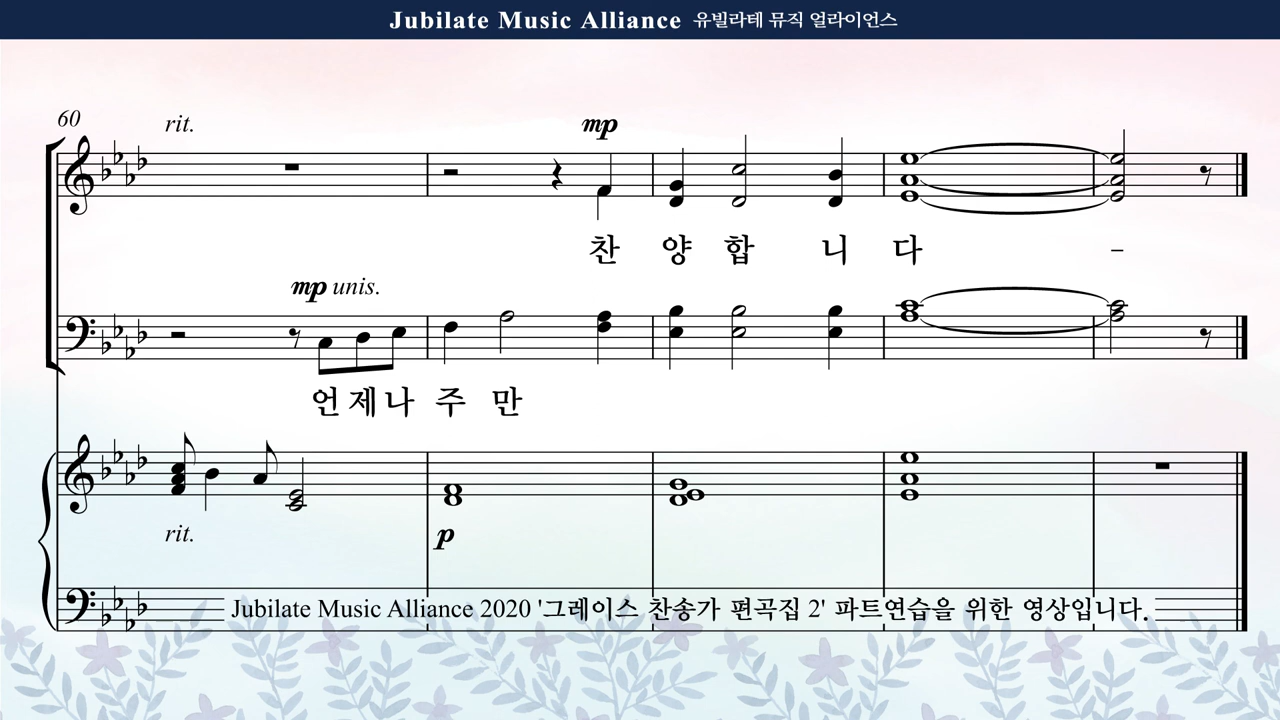 Jubilate Music Alliance 유빌라테 뮤직 얼라이언스
60
rit.
mp
찬 양 합 니 다 -
mp unis.
언 제 나 주 만
rit.
p
Jubilate Music Alliance 2020 '그레이스 찬송가 편곡집 2' 파트연습을 위한 영상입니다.